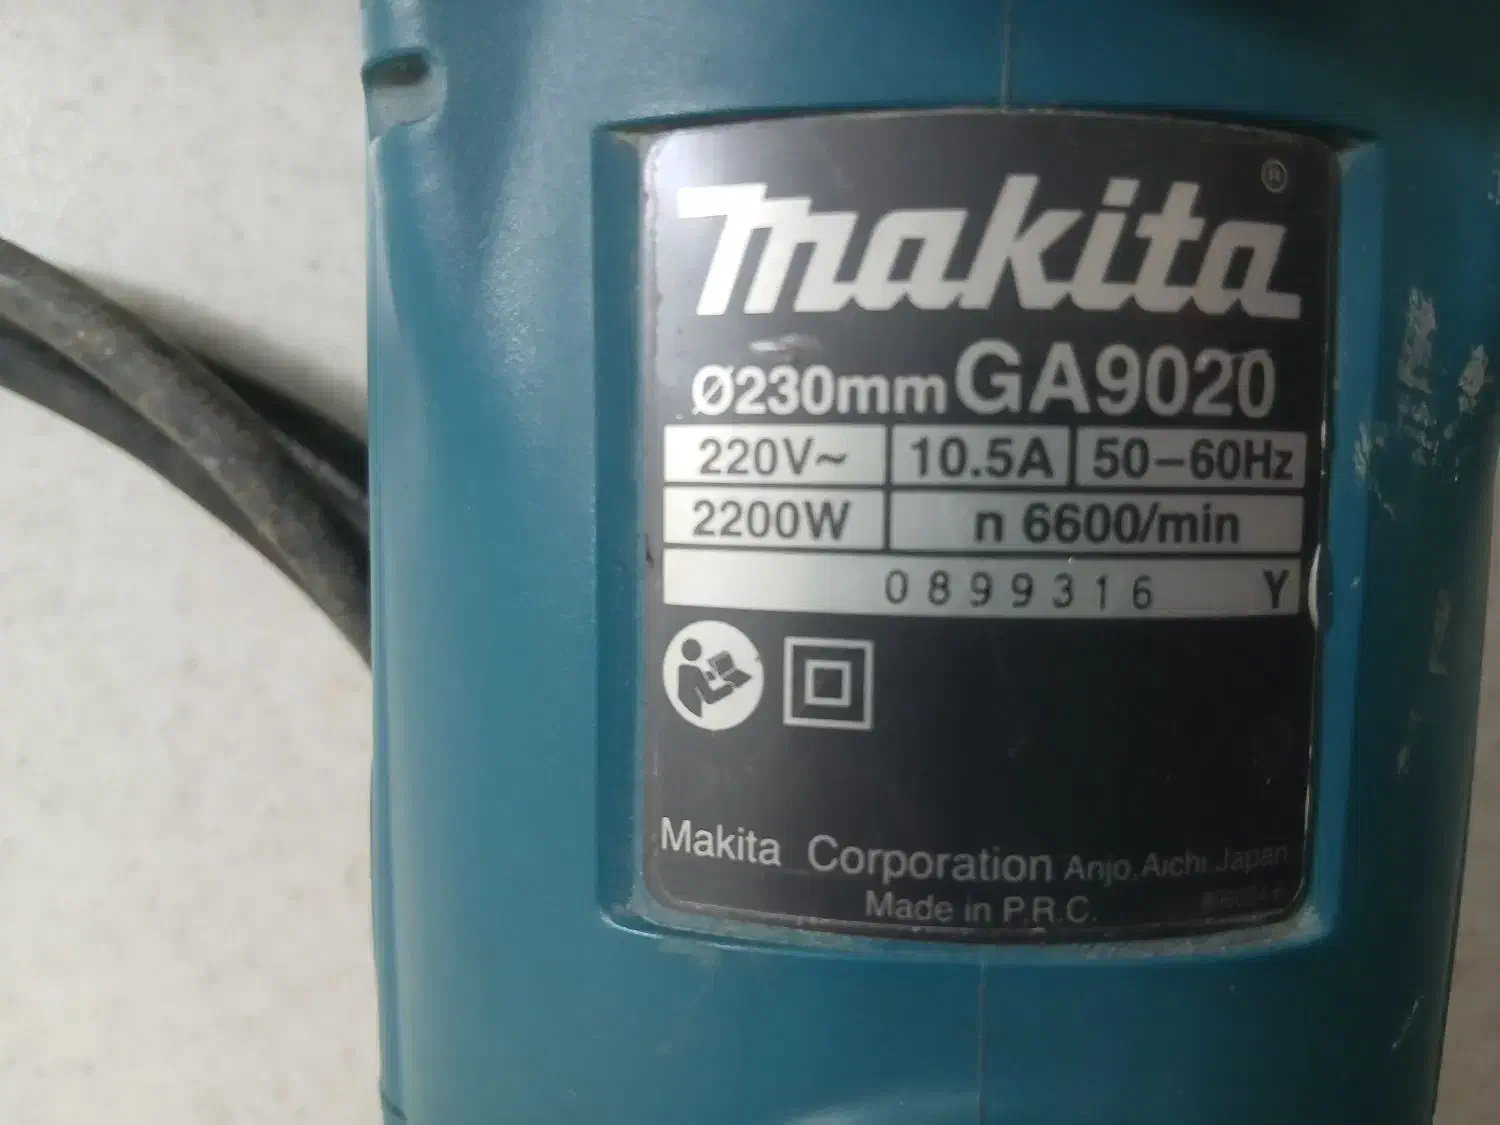 makita ®
Ø230mm GA9020
220V~ 10.5A 50–60Hz
2200W n 6600/min
0899316 Y
Makita Corporation Anjo, Aichi Japan
Made in P.R.C.